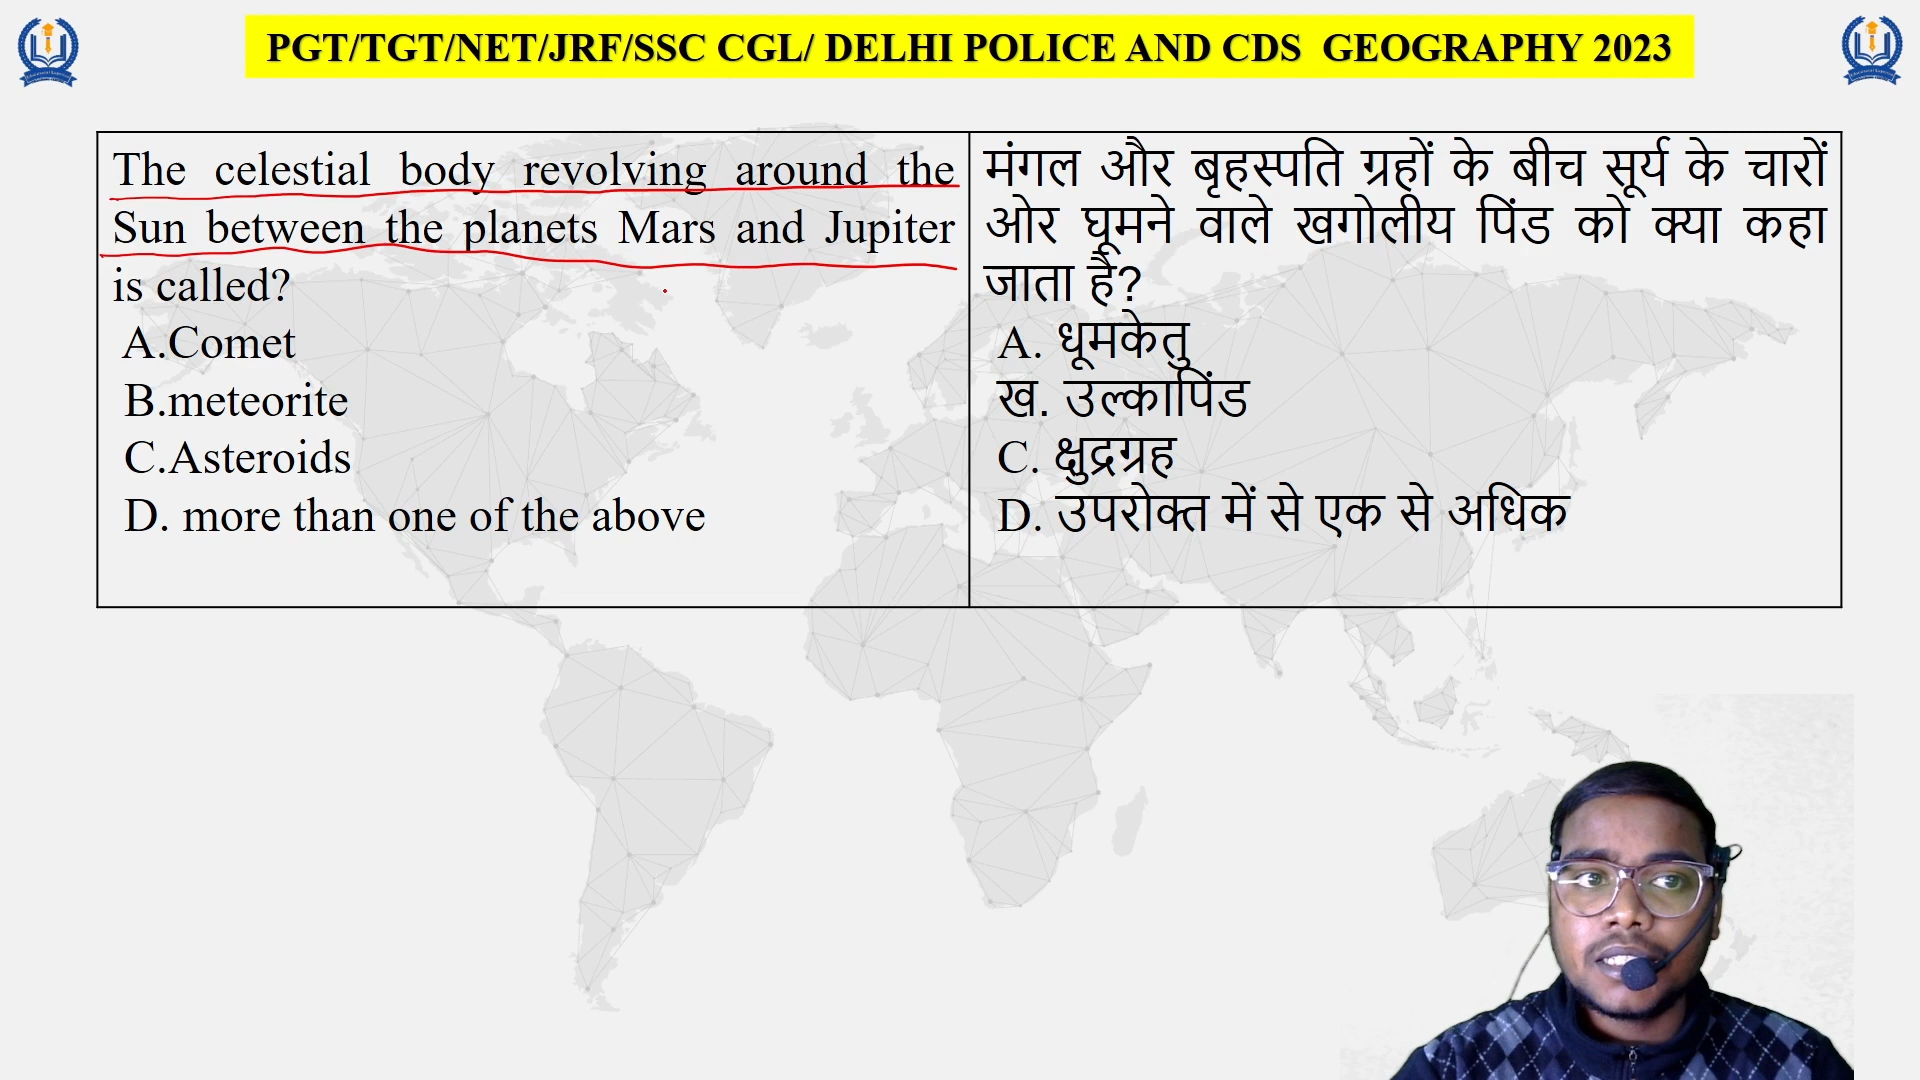 PGT/TGT/NET/JRF/SSC CGL/ DELHI POLICE AND CDS GEOGRAPHY 2023
The celestial body revolving around the
Sun between the planets Mars and Jupiter
is called?
A.Comet
B.meteorite
C.Asteroids
D. more than one of the above
मंगल और बृहस्पति ग्रहों के बीच सूर्य के चारों
ओर घूमने वाले खगोलीय पिंड को क्या कहा
जाता है?
A. धूमकेतु
ख. उल्कापिंड
C. क्षुद्रग्रह
D. उपरोक्त में से एक से अधिक